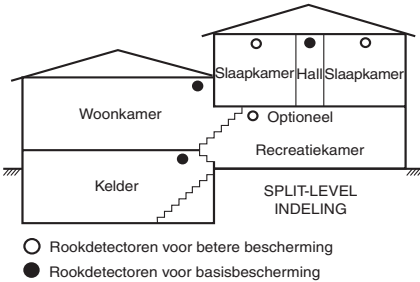 Slaapkamer Hall Slaapkamer
Woonkamer
Optioneel
Recreatiekamer
Kelder
SPLIT-LEVEL
INDELING
Rookdetectoren voor betere bescherming
Rookdetectoren voor basisbescherming